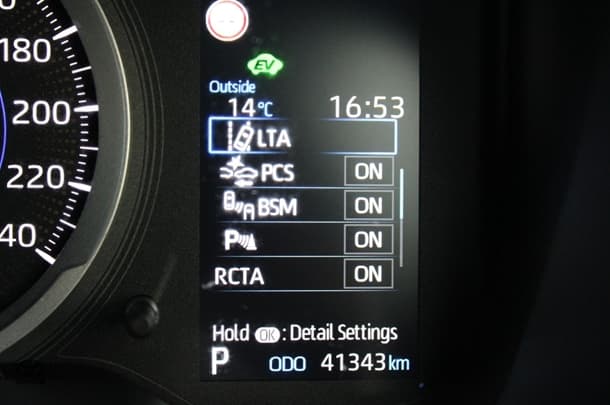 180
200
220
40
EV
Outside
14°C 16:53
LTA
PCS ON
BSM ON
P ON
RCTA ON
Hold OK : Detail Settings
P ODO 41343 km